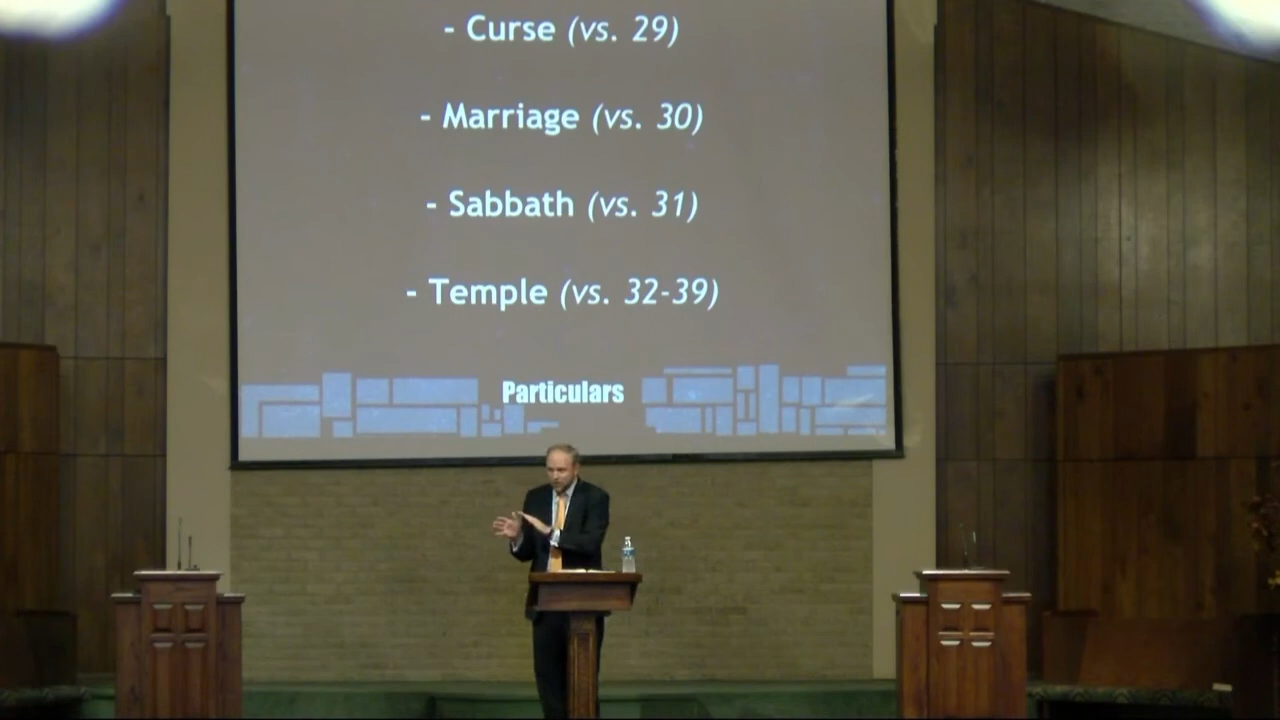 - Curse (vs. 29)
- Marriage (vs. 30)
- Sabbath (vs. 31)
- Temple (vs. 32-39)
Particulars